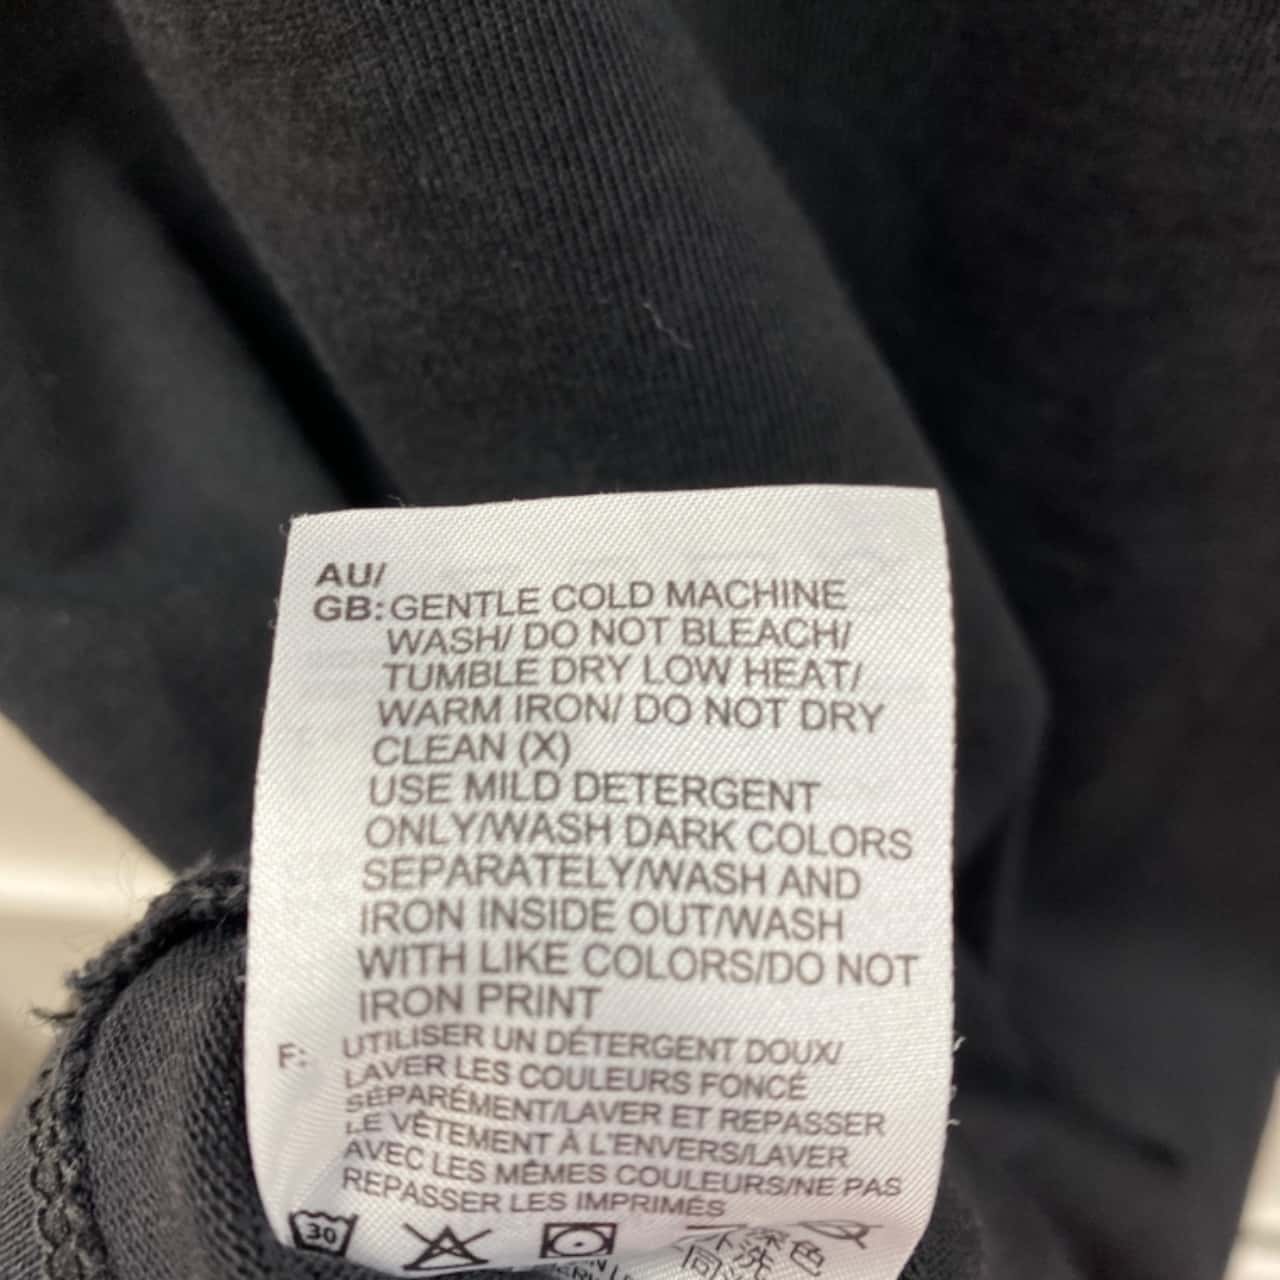 AU/
GB: GENTLE COLD MACHINE
WASH/ DO NOT BLEACH/
TUMBLE DRY LOW HEAT/
WARM IRON/ DO NOT DRY
CLEAN (X)
USE MILD DETERGENT
ONLY/WASH DARK COLORS
SEPARATELY/WASH AND
IRON INSIDE OUT/WASH
WITH LIKE COLORS/DO NOT
IRON PRINT
F: UTILISER UN DÉTERGENT DOUX/
LAVER LES COULEURS FONCÉ
SÉPARÉMENT/LAVER ET REPASSER
LE VÊTEMENT À L'ENVERS/LAVER
AVEC LES MÊMES COULEURS/NE PAS
REPASSER LES IMPRIMÉS
30
深色
洗